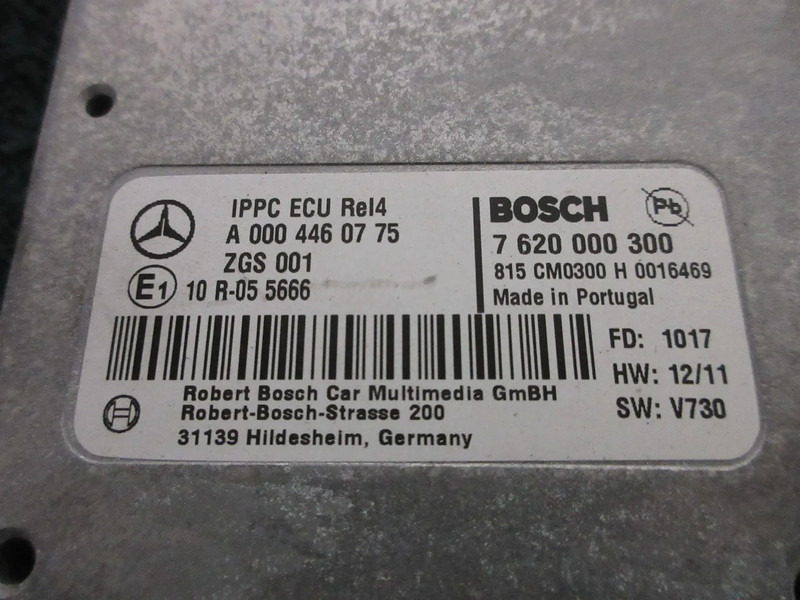 IPPC ECU Rel4
A 000 446 07 75
ZGS 001
E1 10 R-05 5666
BOSCH Pb
7 620 000 300
815 CM0300 H 0016469
Made in Portugal
FD: 1017
HW: 12/11
SW: V730
Robert Bosch Car Multimedia GmBH
Robert-Bosch-Strasse 200
31139 Hildesheim, Germany